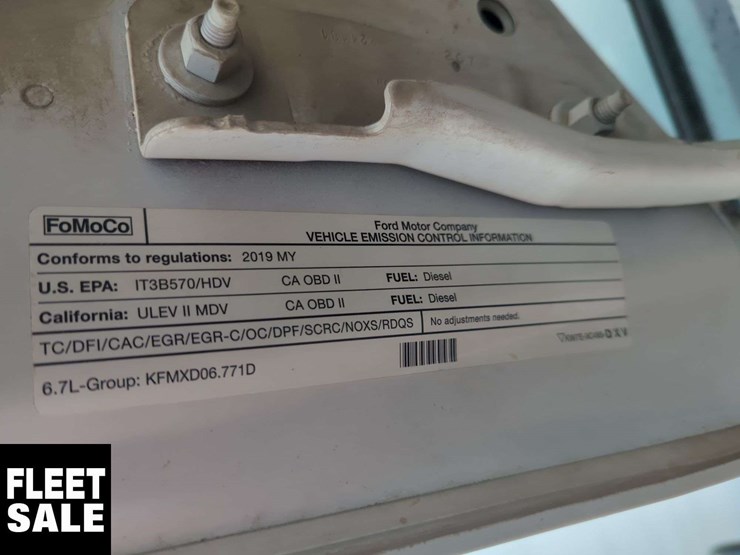 FoMoCo
Ford Motor Company
VEHICLE EMISSION CONTROL INFORMATION
Conforms to regulations: 2019 MY
U.S. EPA: IT3B570/HDV CA OBD II FUEL: Diesel
California: ULEV II MDV CA OBD II FUEL: Diesel
TC/DFI/CAC/EGR/EGR-C/OC/DPF/SCRC/NOXS/RDQS No adjustments needed.
6.7L-Group: KFMXD06.771D
FLEET
SALE